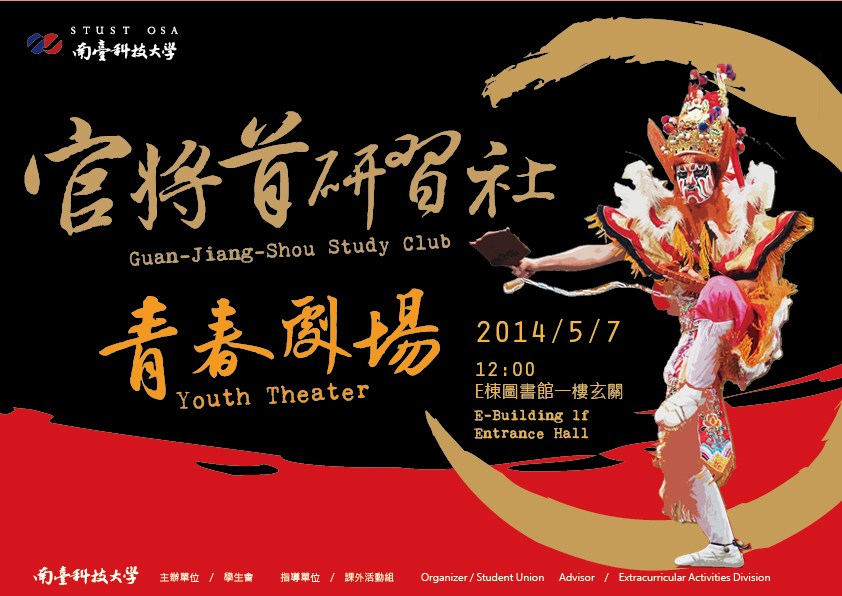 STUST OSA
南臺科技大學
官將首研習社
Guan-Jiang-Shou Study Club
青春劇場
Youth Theater
2014/5/7
12:00
E棟圖書館一樓玄關
E-Building 1f
Entrance Hall
南臺科技大學 主辦單位 / 學生會 指導單位 / 課外活動組 Organizer / Student Union Advisor / Extracurricular Activities Division